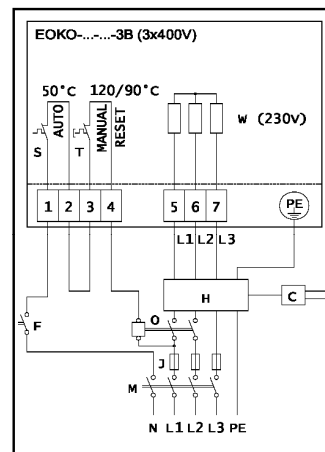 EOKO-...-...-3B (3x400V)
50°C 120/90°C
AUTO
MANUAL
RESET
S T
W (230V)
1 2 3 4 5 6 7 PE
L1 L2 L3
H C
F O
J
M
N L1 L2 L3 PE